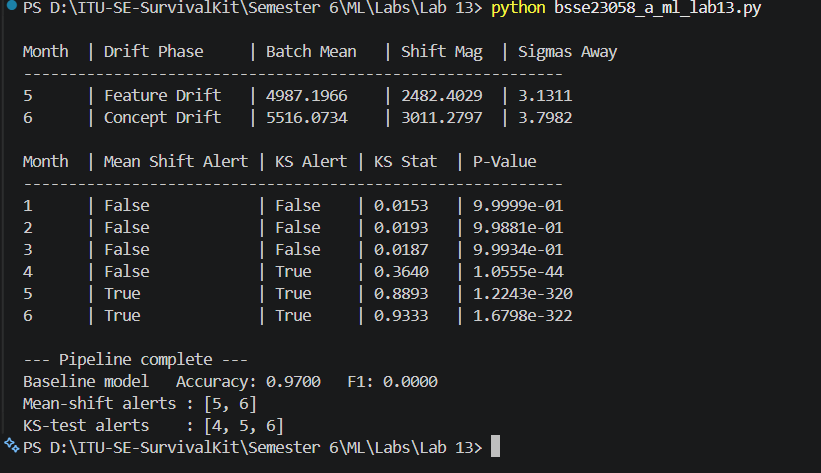 PS D:\ITU-SE-SurvivalKit\Semester 6\ML\Labs\Lab 13> python bsse23058_a_ml_lab13.py
Month  | Drift Phase     | Batch Mean   | Shift Mag  | Sigmas Away
------------------------------------------------------------
5      | Feature Drift   | 4987.1966    | 2482.4029  | 3.1311
6      | Concept Drift   | 5516.0734    | 3011.2797  | 3.7982
Month  | Mean Shift Alert | KS Alert | KS Stat  | P-Value
------------------------------------------------------------
1      | False            | False    | 0.0153   | 9.9999e-01
2      | False            | False    | 0.0193   | 9.9881e-01
3      | False            | False    | 0.0187   | 9.9934e-01
4      | False            | True     | 0.3640   | 1.0555e-44
5      | True             | True     | 0.8893   | 1.2243e-320
6      | True             | True     | 0.9333   | 1.6798e-322
--- Pipeline complete ---
Baseline model   Accuracy: 0.9700   F1: 0.0000
Mean-shift alerts : [5, 6]
KS-test alerts    : [4, 5, 6]
PS D:\ITU-SE-SurvivalKit\Semester 6\ML\Labs\Lab 13>